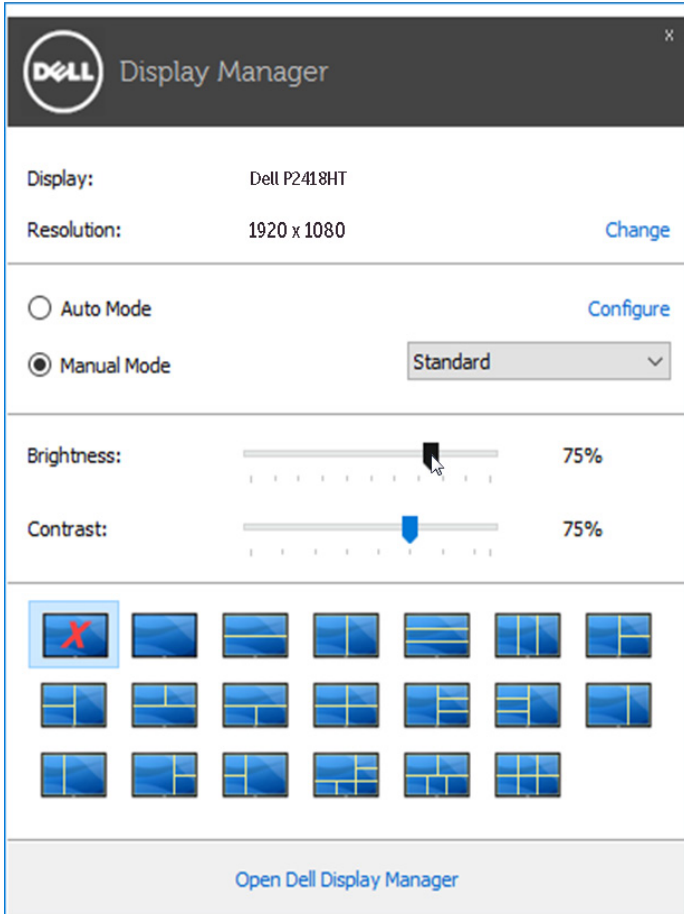 DELL Display Manager x
Display: Dell P2418HT
Resolution: 1920 x 1080 Change
Auto Mode Configure
Manual Mode Standard
Brightness: 75%
Contrast: 75%
X
Open Dell Display Manager